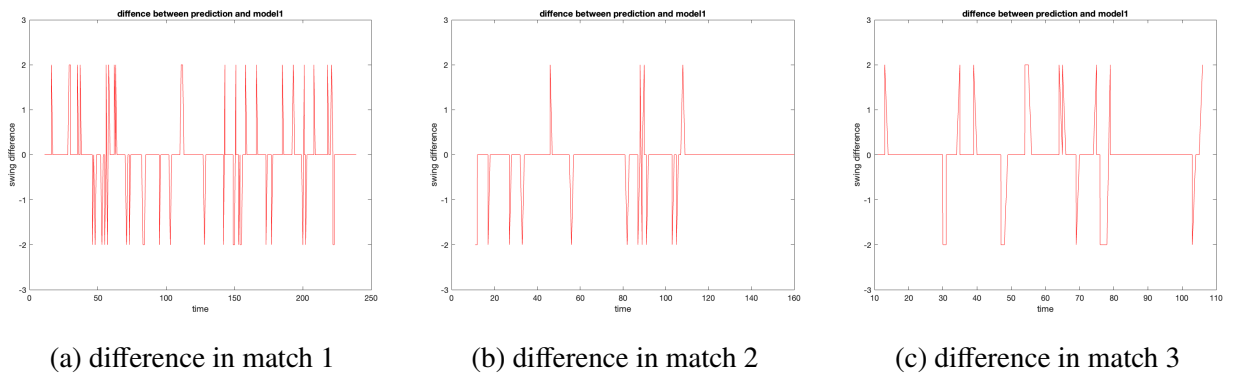 diffence between prediction and model1
3
2
1
0
-1
-2
-3
swing difference
0 50 100 150 200 250
time
(a) difference in match 1
diffence between prediction and model1
3
2
1
0
-1
-2
-3
swing difference
0 20 40 60 80 100 120 140 160
time
(b) difference in match 2
diffence between prediction and model1
3
2
1
0
-1
-2
-3
swing difference
10 20 30 40 50 60 70 80 90 100 110
time
(c) difference in match 3